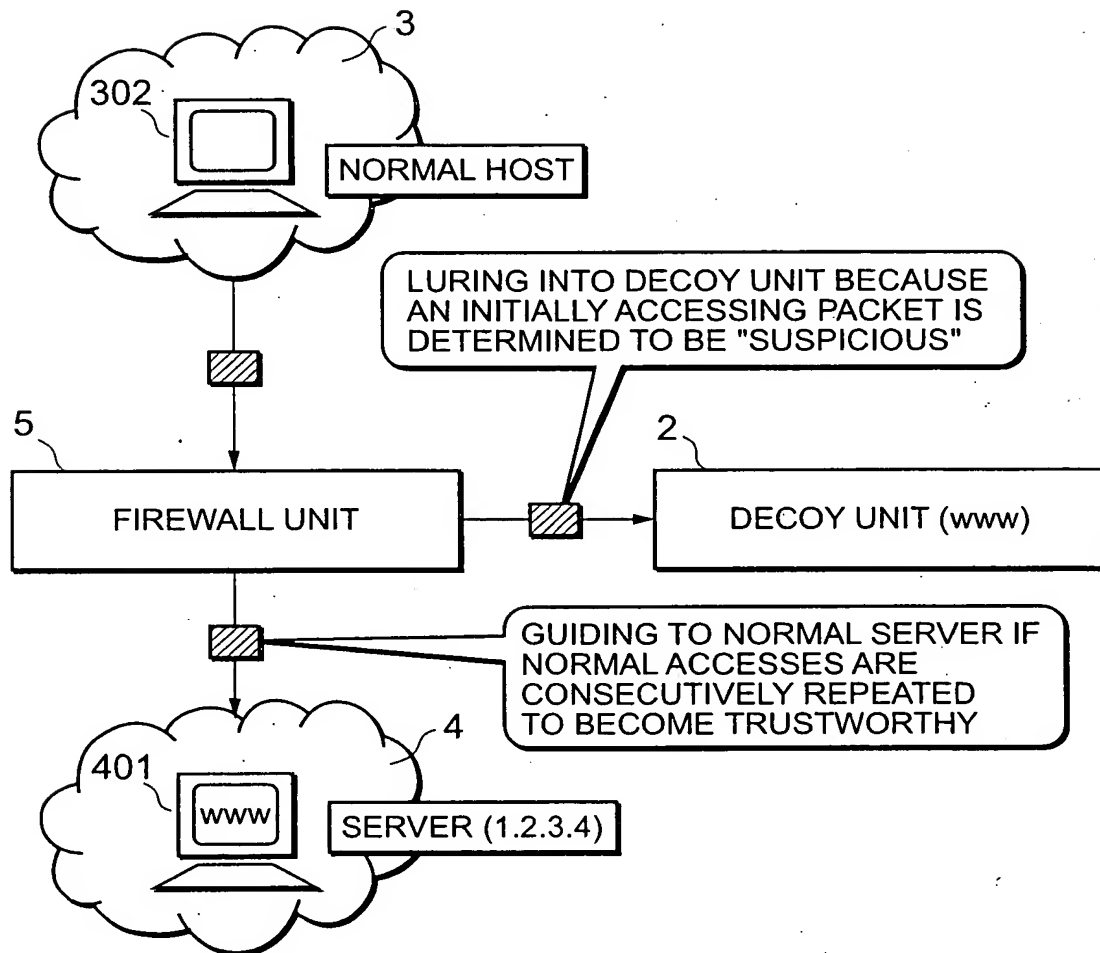 3
302
NORMAL HOST
LURING INTO DECOY UNIT BECAUSE
AN INITIALLY ACCESSING PACKET IS
DETERMINED TO BE "SUSPICIOUS"
5
2
FIREWALL UNIT
DECOY UNIT (www)
GUIDING TO NORMAL SERVER IF
NORMAL ACCESSES ARE
CONSECUTIVELY REPEATED
TO BECOME TRUSTWORTHY
4
401
www
SERVER (1.2.3.4)